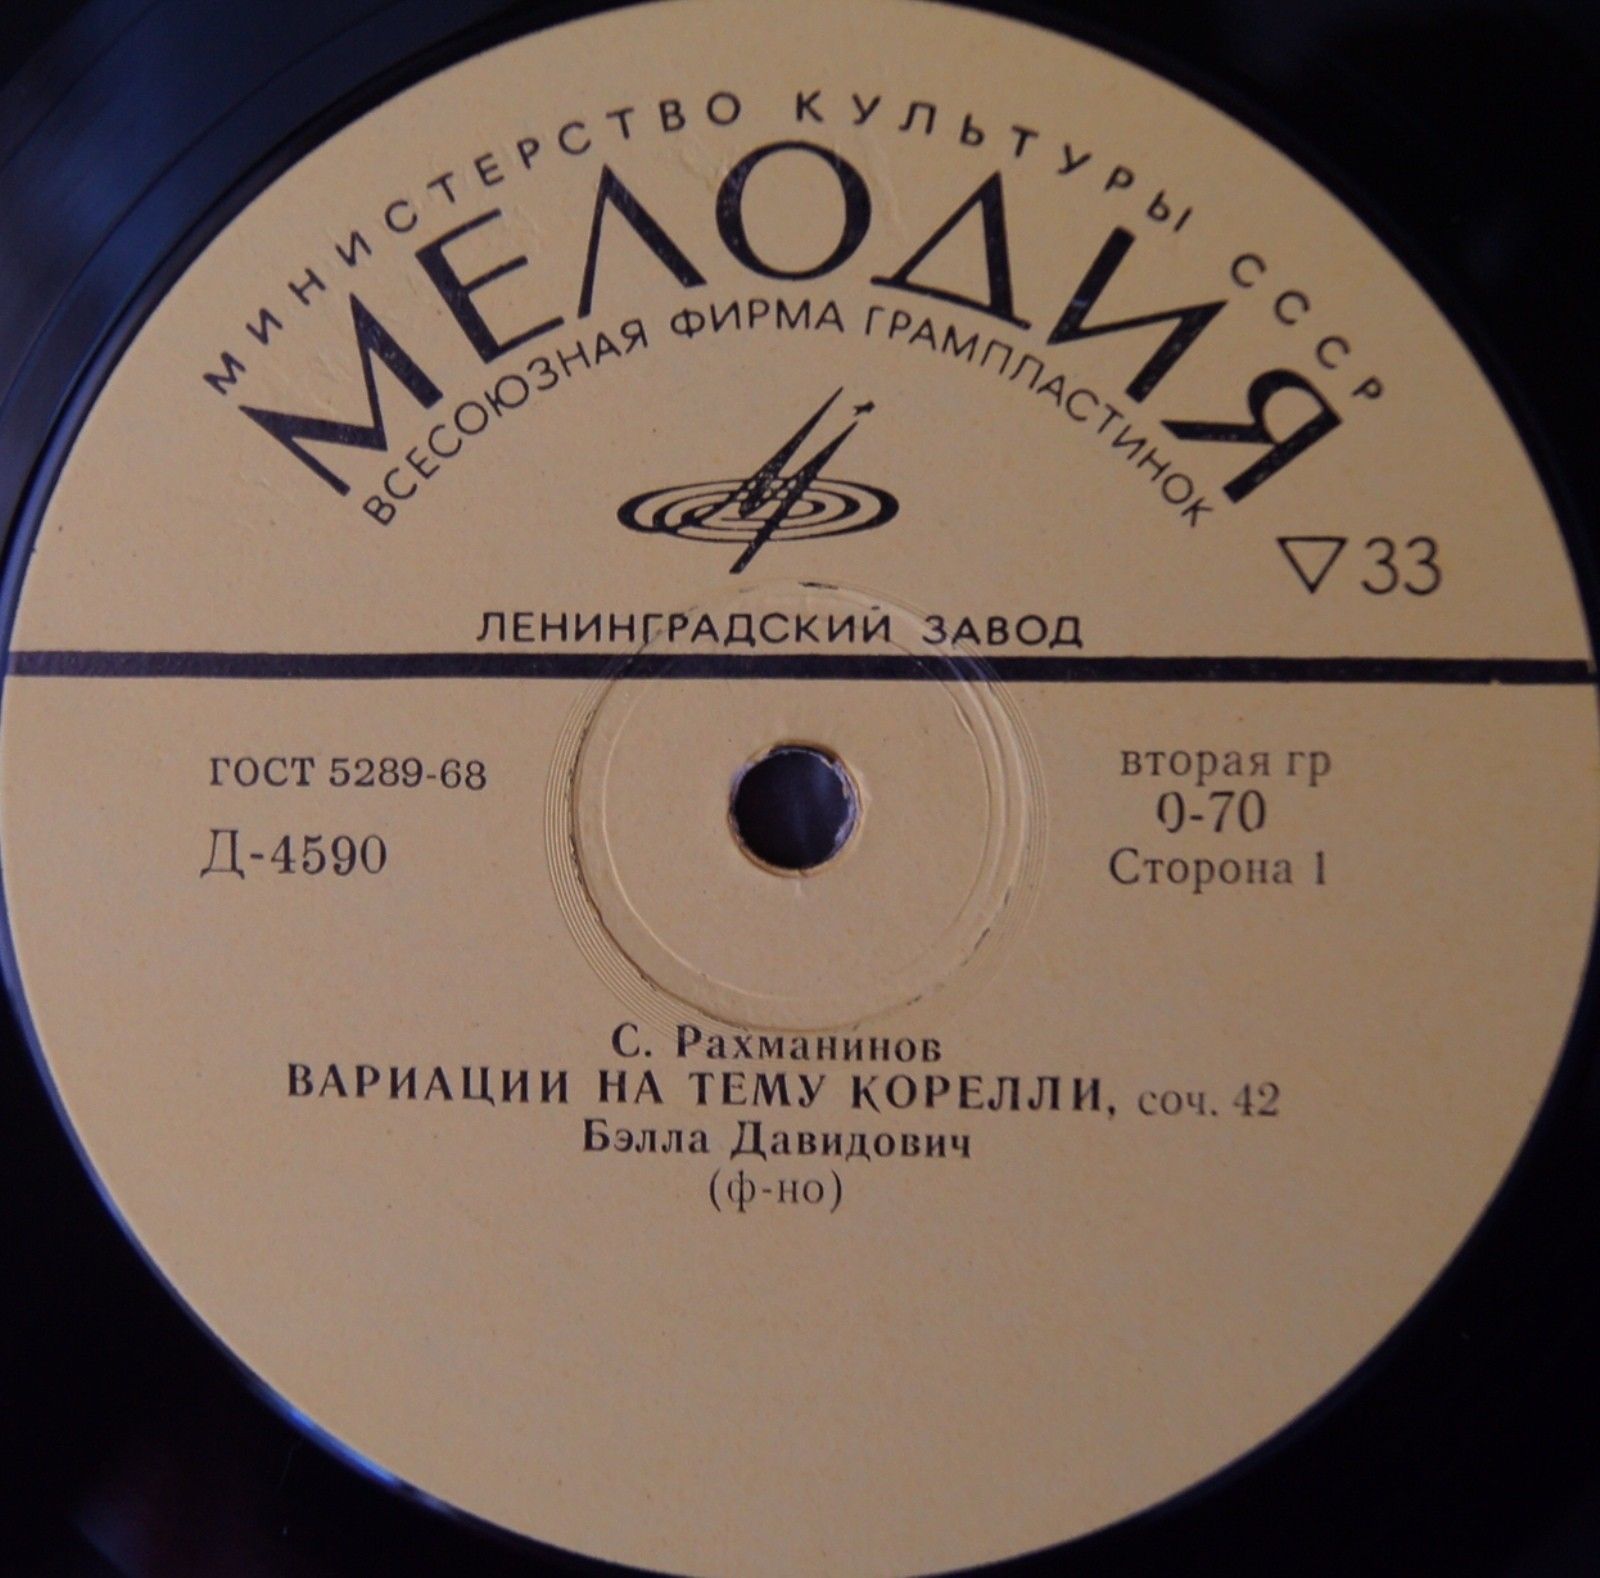 МИНИСТЕРСТВО КУЛЬТУРЫ СССР
МЕЛОДИЯ
ВСЕСОЮЗНАЯ ФИРМА ГРАМПЛАСТИНОК
▽33
ЛЕНИНГРАДСКИЙ ЗАВОД
ГОСТ 5289-68
Д-4590
вторая гр
0-70
Сторона 1
С. Рахманинов
ВАРИАЦИИ НА ТЕМУ КОРЕЛЛИ, соч. 42
Бэлла Давидович
(ф-но)